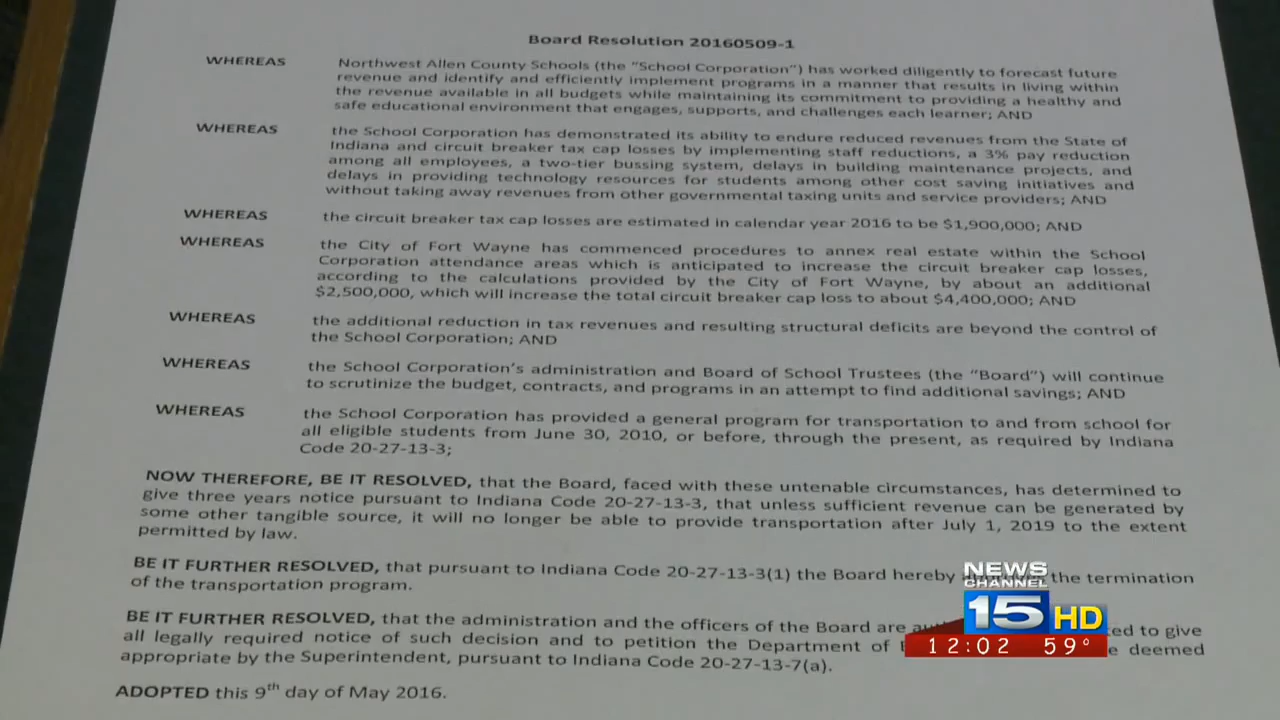 Board Resolution 20160509-1
WHEREAS Northwest Allen County Schools (the "School Corporation") has worked diligently to forecast future
revenue and identify and efficiently implement programs in a manner that results in living within
the revenue available in all budgets while maintaining its commitment to providing a healthy and
safe educational environment that engages, supports, and challenges each learner; AND
WHEREAS the School Corporation has demonstrated its ability to endure reduced revenues from the State of
Indiana and circuit breaker tax cap losses by implementing staff reductions, a 3% pay reduction
among all employees, a two-tier bussing system, delays in building maintenance projects, and
delays in providing technology resources for students among other cost saving initiatives and
without taking away revenues from other governmental taxing units and service providers; AND
WHEREAS the circuit breaker tax cap losses are estimated in calendar year 2016 to be $1,900,000; AND
WHEREAS the City of Fort Wayne has commenced procedures to annex real estate within the School
Corporation attendance areas which is anticipated to increase the circuit breaker cap losses,
according to the calculations provided by the City of Fort Wayne, by about an additional
$2,500,000, which will increase the total circuit breaker cap loss to about $4,400,000; AND
WHEREAS the additional reduction in tax revenues and resulting structural deficits are beyond the control of
the School Corporation; AND
WHEREAS the School Corporation's administration and Board of School Trustees (the "Board") will continue
to scrutinize the budget, contracts, and programs in an attempt to find additional savings; AND
WHEREAS the School Corporation has provided a general program for transportation to and from school for
all eligible students from June 30, 2010, or before, through the present, as required by Indiana
Code 20-27-13-3;
NOW THEREFORE, BE IT RESOLVED, that the Board, faced with these untenable circumstances, has determined to
give three years notice pursuant to Indiana Code 20-27-13-3, that unless sufficient revenue can be generated by
some other tangible source, it will no longer be able to provide transportation after July 1, 2019 to the extent
permitted by law.
BE IT FURTHER RESOLVED, that pursuant to Indiana Code 20-27-13-3(1) the Board hereby the termination
of the transportation program.
BE IT FURTHER RESOLVED, that the administration and the officers of the Board are to give
all legally required notice of such decision and to petition the Department of deemed
appropriate by the Superintendent, pursuant to Indiana Code 20-27-13-7(a).
ADOPTED this 9th day of May 2016.
NEWS
CHANNEL
15 HD
12:02 59°